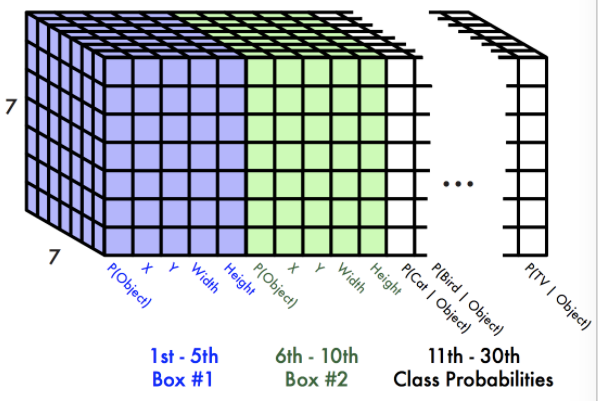 7
7
P(Object)
X
Y
Width
Height
P(Object)
X
Y
Width
Height
P(Cat | Object)
P(Bird | Object)
...
P(TV | Object)
1st - 5th
Box #1
6th - 10th
Box #2
11th - 30th
Class Probabilities